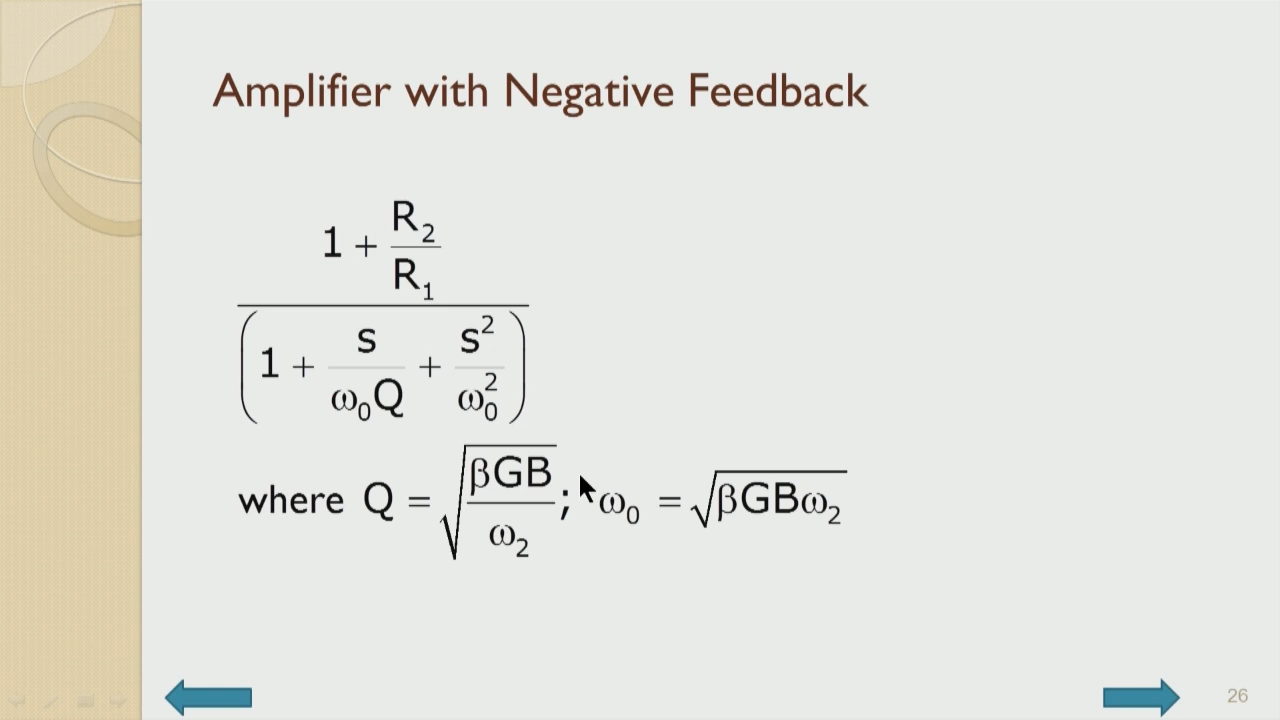 Amplifier with Negative Feedback
1 + R₂
R₁
(1 + s/ω₀Q + s²/ω₀²)
where Q = √(βGB/ω₂) ; ω₀ = √(βGBω₂)
26